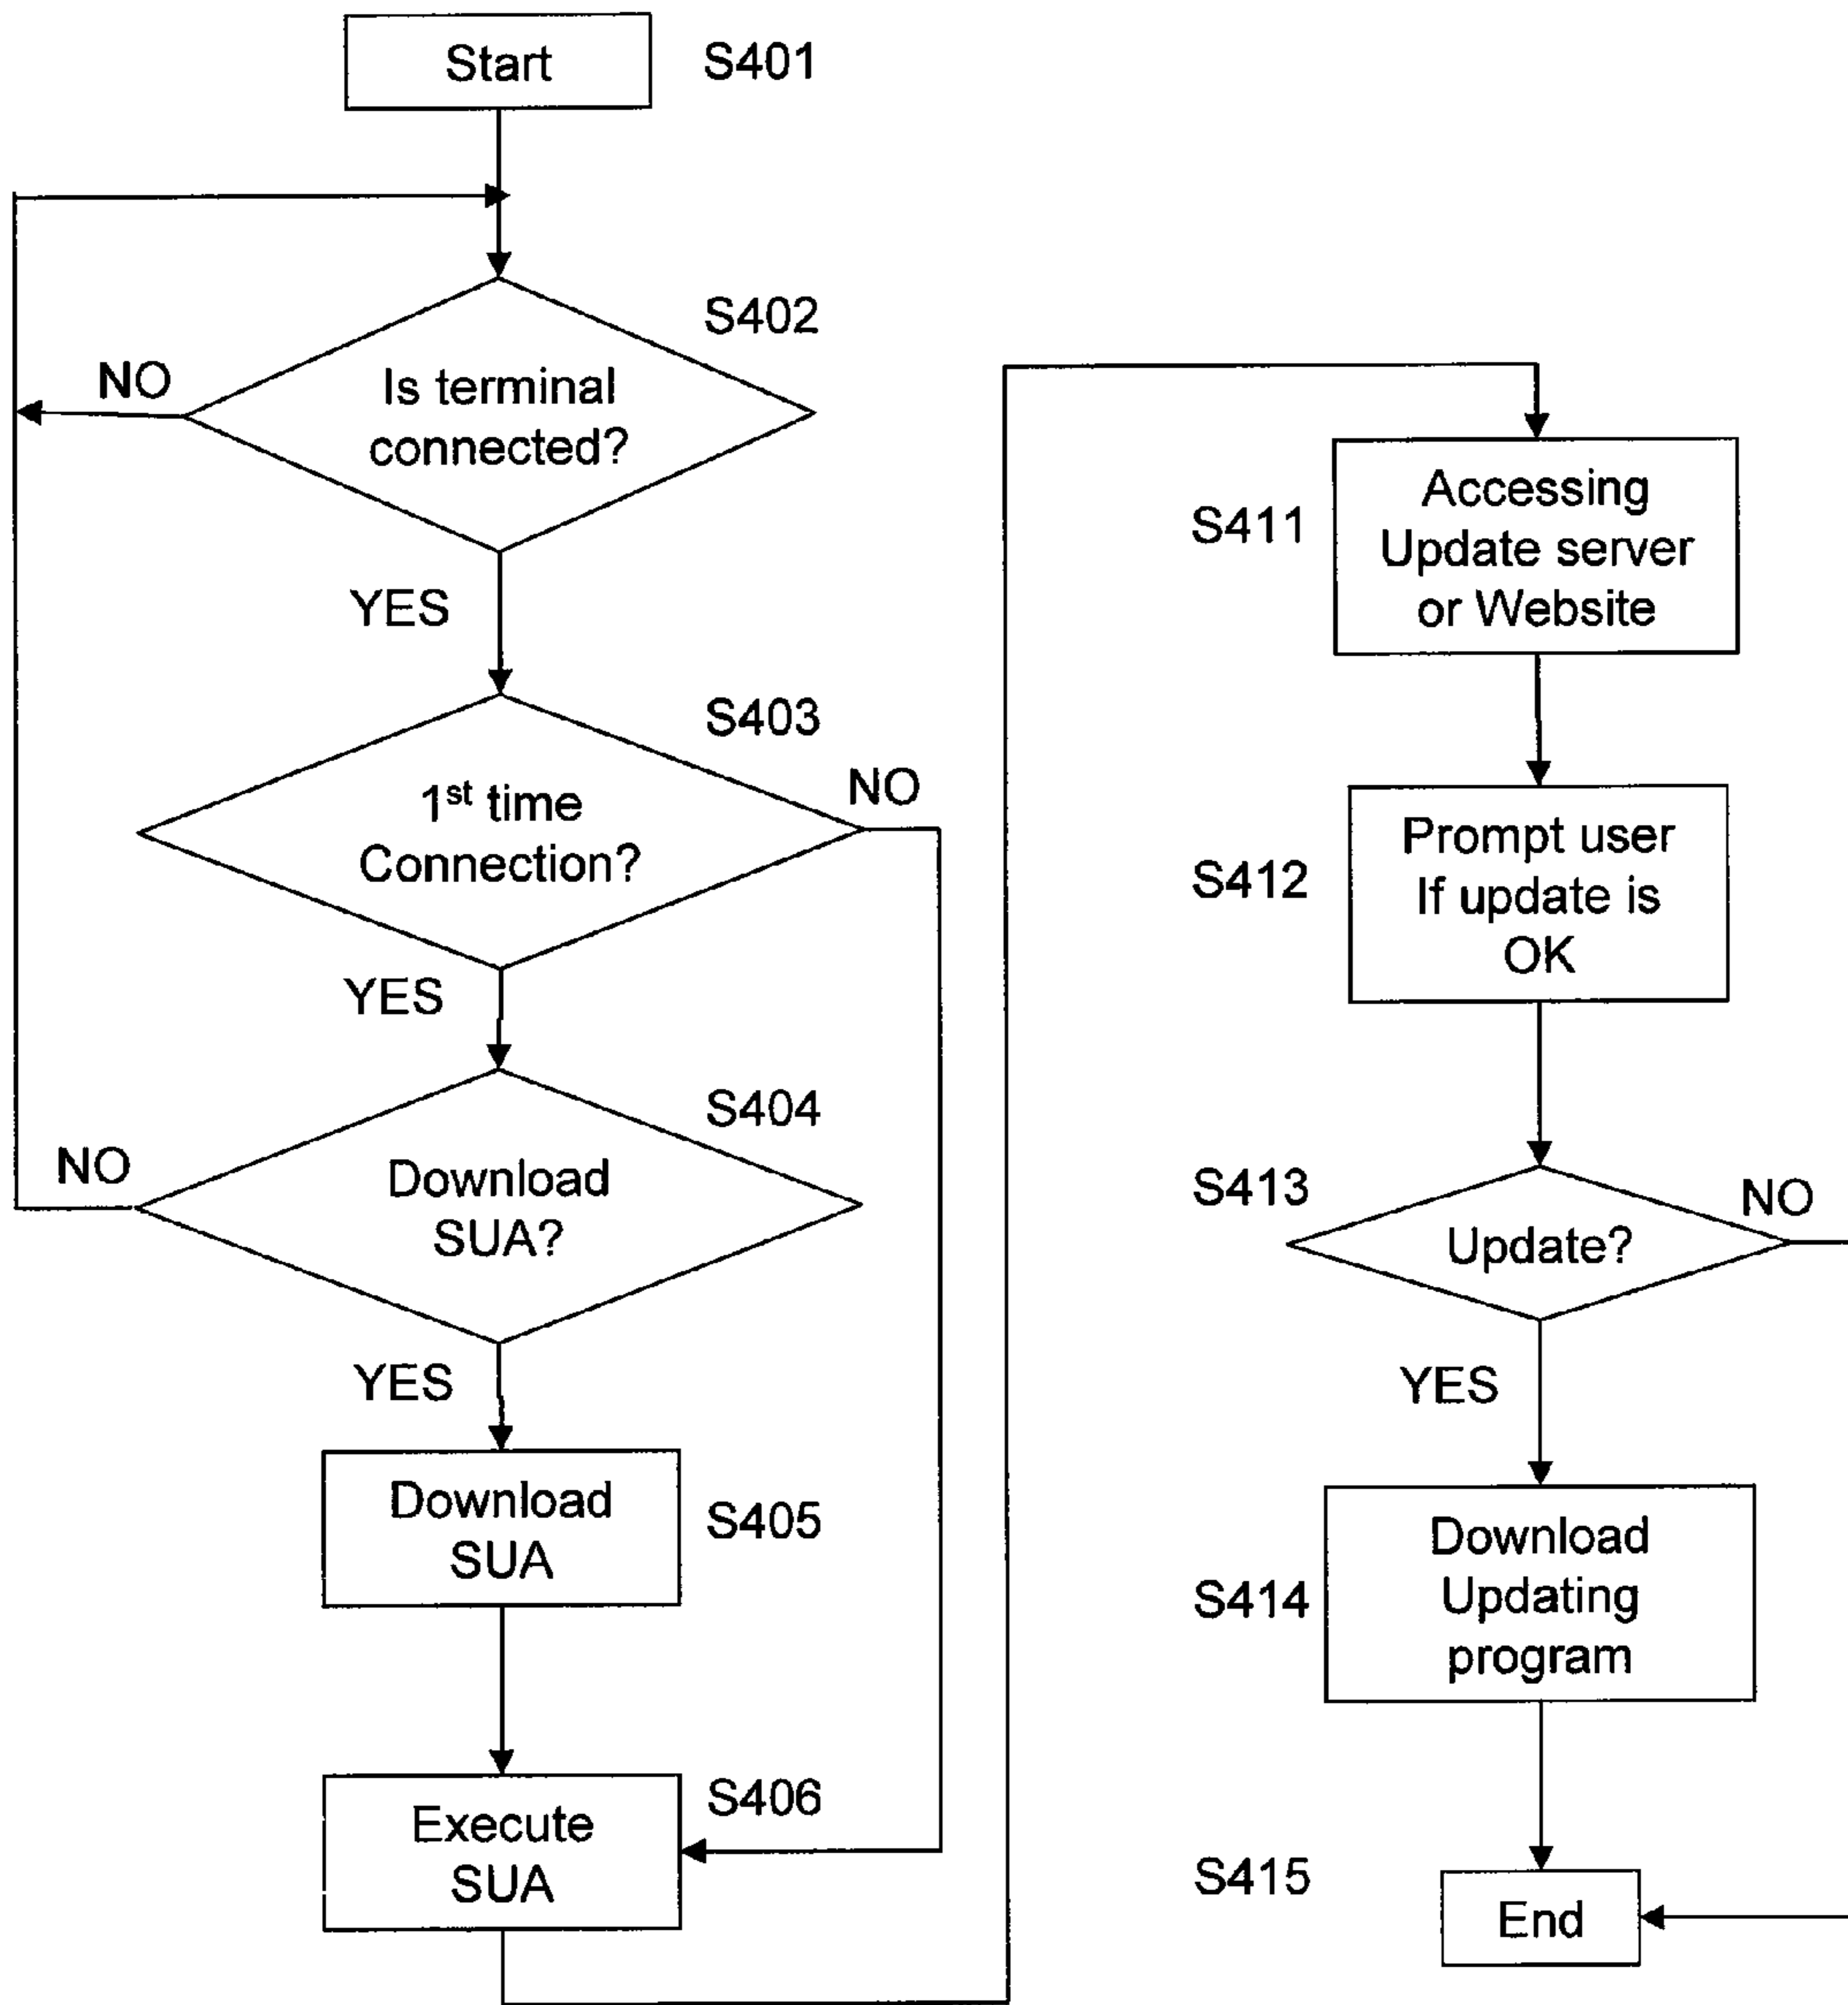 Start
S401
S402
NO
Is terminal
connected?
YES
S403
NO
1st time
Connection?
YES
S404
NO
Download
SUA?
YES
Download
SUA
S405
Execute
SUA
S406
Accessing
Update server
or Website
S411
Prompt user
If update is
OK
S412
S413
NO
Update?
YES
Download
Updating
program
S414
S415
End